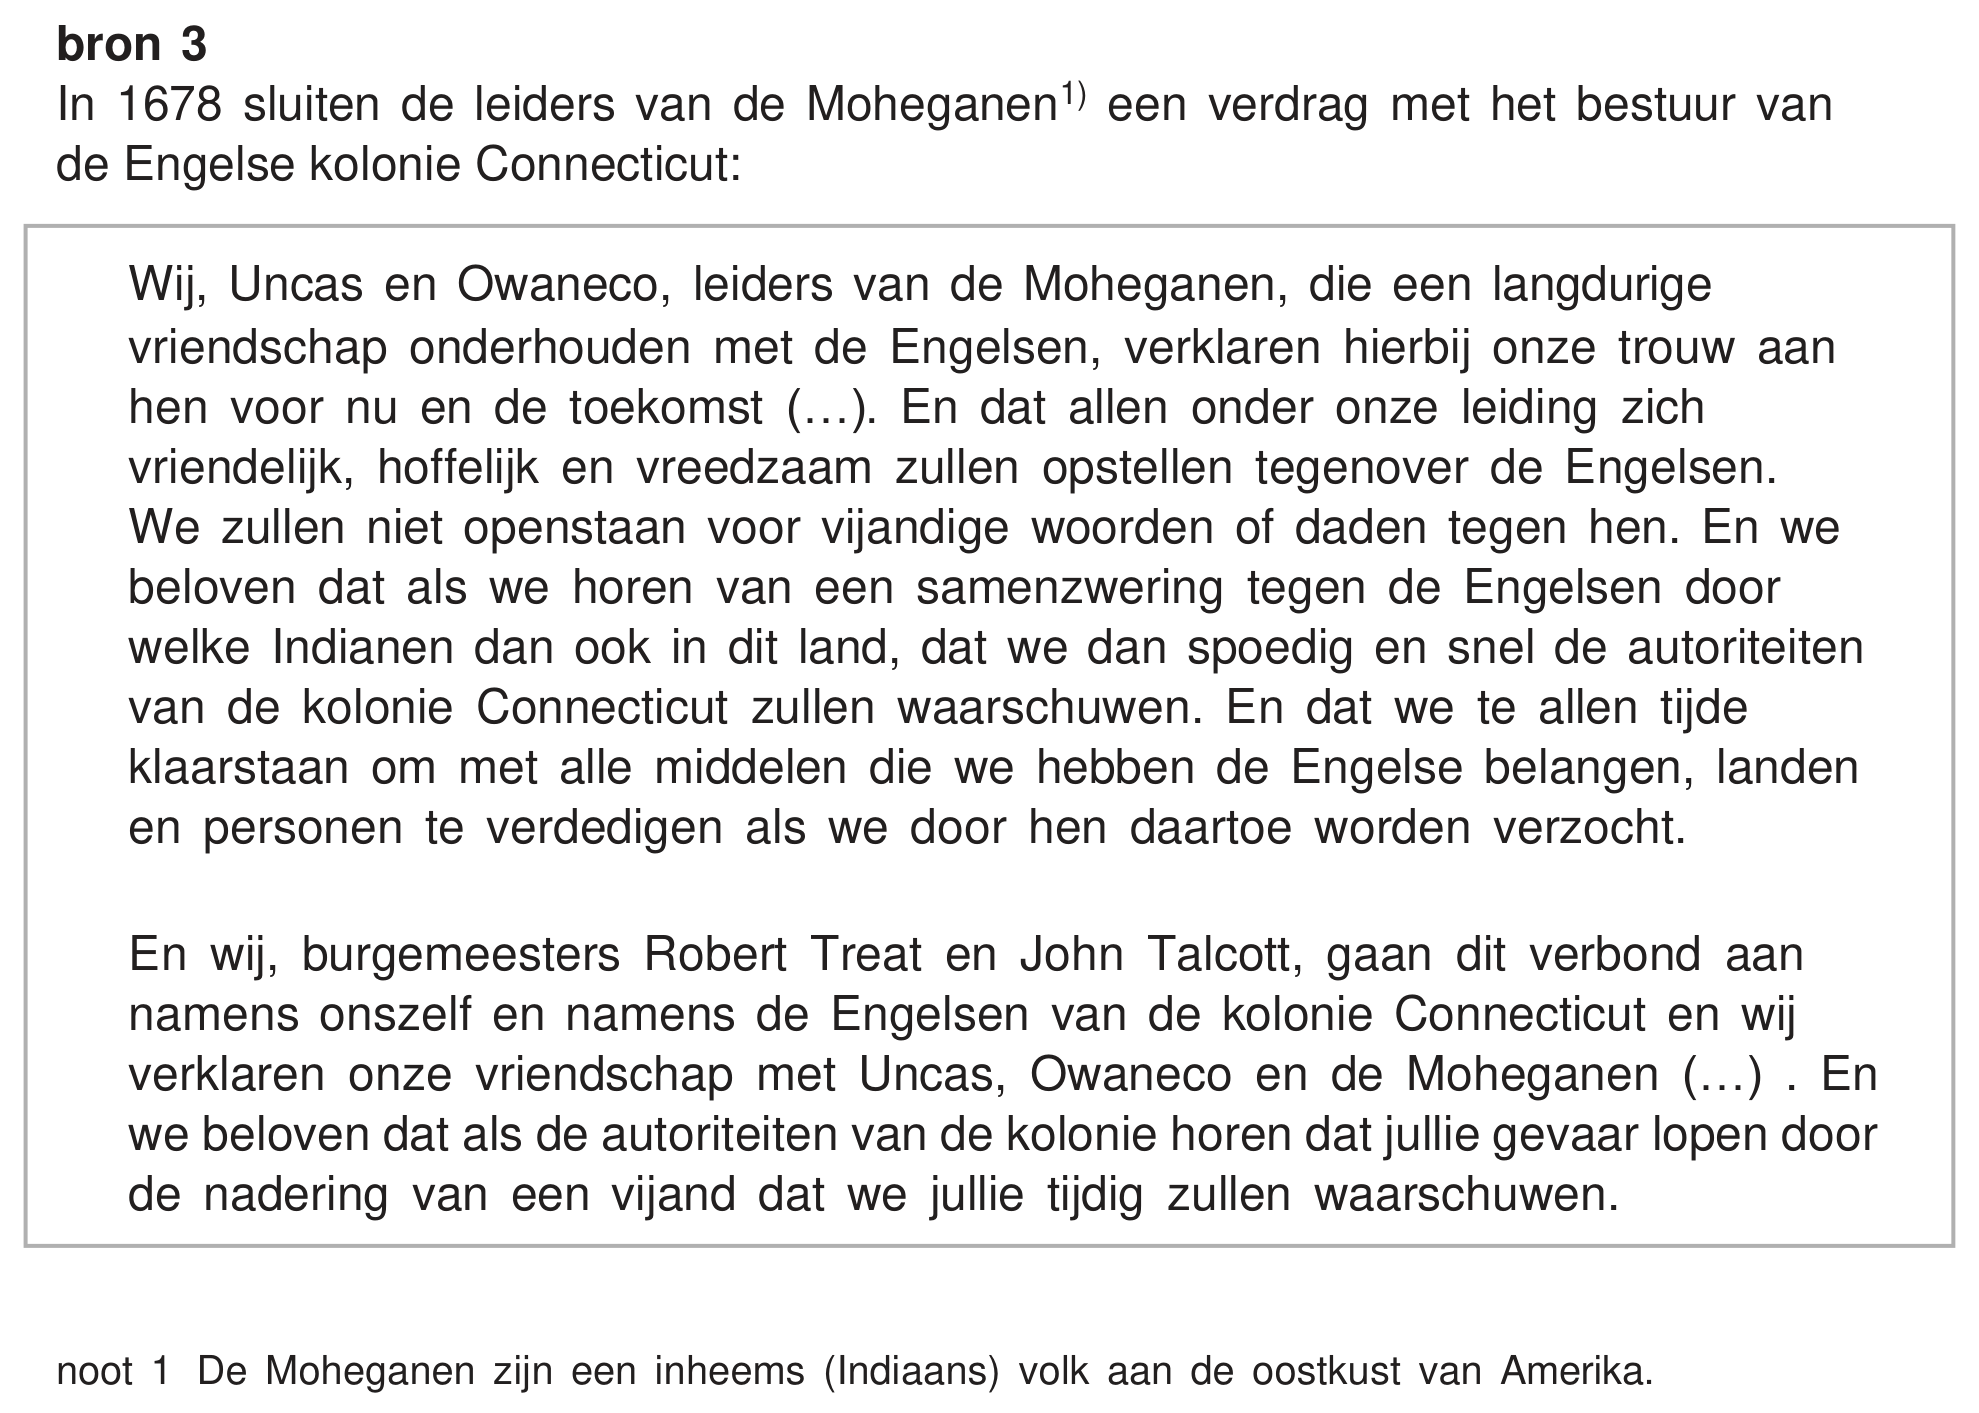 bron 3
In 1678 sluiten de leiders van de Moheganen1) een verdrag met het bestuur van
de Engelse kolonie Connecticut:
Wij, Uncas en Owaneco, leiders van de Moheganen, die een langdurige
vriendschap onderhouden met de Engelsen, verklaren hierbij onze trouw aan
hen voor nu en de toekomst (…). En dat allen onder onze leiding zich
vriendelijk, hoffelijk en vreedzaam zullen opstellen tegenover de Engelsen.
We zullen niet openstaan voor vijandige woorden of daden tegen hen. En we
beloven dat als we horen van een samenzwering tegen de Engelsen door
welke Indianen dan ook in dit land, dat we dan spoedig en snel de autoriteiten
van de kolonie Connecticut zullen waarschuwen. En dat we te allen tijde
klaarstaan om met alle middelen die we hebben de Engelse belangen, landen
en personen te verdedigen als we door hen daartoe worden verzocht.
En wij, burgemeesters Robert Treat en John Talcott, gaan dit verbond aan
namens onszelf en namens de Engelsen van de kolonie Connecticut en wij
verklaren onze vriendschap met Uncas, Owaneco en de Moheganen (…) . En
we beloven dat als de autoriteiten van de kolonie horen dat jullie gevaar lopen door
de nadering van een vijand dat we jullie tijdig zullen waarschuwen.
noot 1 De Moheganen zijn een inheems (Indiaans) volk aan de oostkust van Amerika.